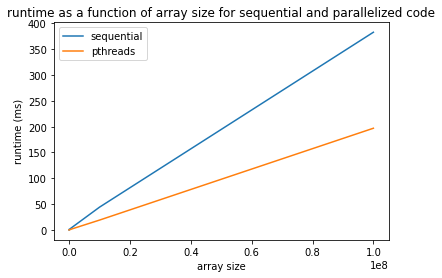 runtime as a function of array size for sequential and parallelized code
sequential
pthreads
runtime (ms)
400
350
300
250
200
150
100
50
0
0.0 0.2 0.4 0.6 0.8 1.0
1e8
array size